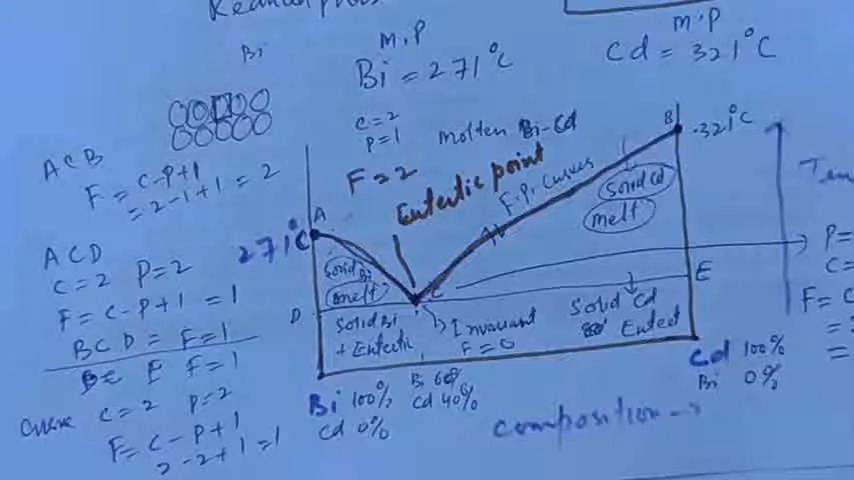 Reduced phas
Bi
M.P
Bi = 271°C
M.P
Cd = 321°C
C=2
P=1
F=2
molten Bi-Cd
Eutectic point
F.P. Curves
B
321°C
ACB
F = C-P+1
= 2-1+1 = 2
A
271°C
Solid Bi
melt
Solid Cd
melt
ACD
C=2 P=2
F = C-P+1 = 1
BCD = F=1
F=1
D
C
E
Solid Bi
+ Eutectic
Invariant
F=0
Solid Cd
Eutect
Curve C=2 P=2
F = C-P+1
2-2+1=1
Bi 100%
Cd 0%
Bi 60%
Cd 40%
Cd 100%
Bi 0%
Composition →
Tem
P=
C=
F= C
=
=